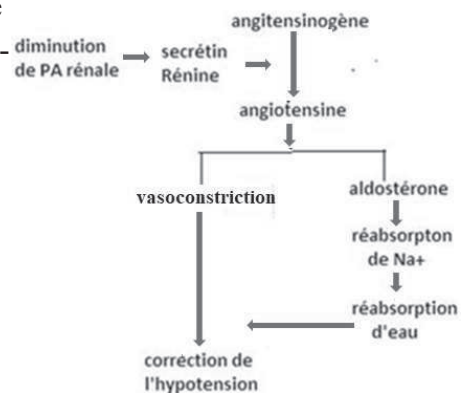 angitensinogène
diminution
de PA rénale
secrétin
Rénine
angiotensine
vasoconstriction
aldostérone
réabsorpton
de Na+
réabsorption
d'eau
correction de
l'hypotension